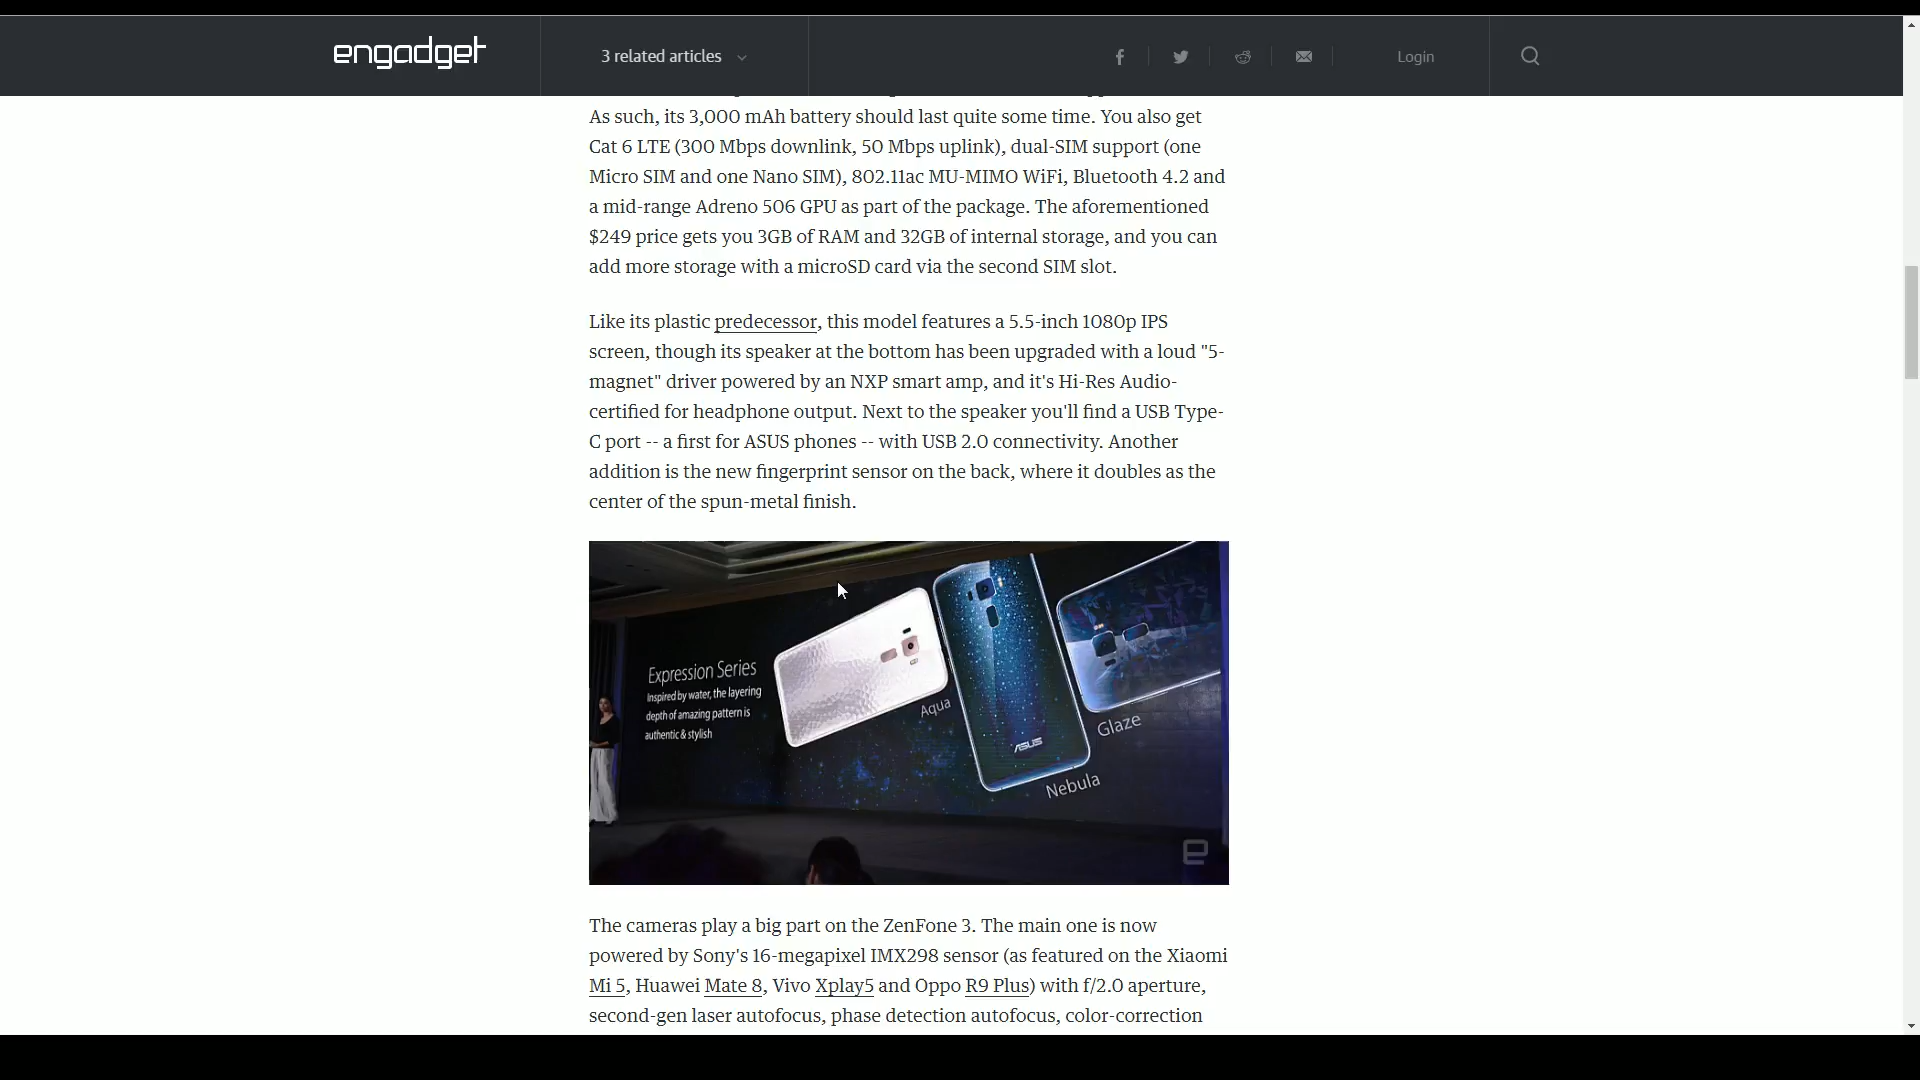 engadget
3 related articles
Login
As such, its 3,000 mAh battery should last quite some time. You also get
Cat 6 LTE (300 Mbps downlink, 50 Mbps uplink), dual-SIM support (one
Micro SIM and one Nano SIM), 802.11ac MU-MIMO WiFi, Bluetooth 4.2 and
a mid-range Adreno 506 GPU as part of the package. The aforementioned
$249 price gets you 3GB of RAM and 32GB of internal storage, and you can
add more storage with a microSD card via the second SIM slot.
Like its plastic predecessor, this model features a 5.5-inch 1080p IPS
screen, though its speaker at the bottom has been upgraded with a loud "5-
magnet" driver powered by an NXP smart amp, and it's Hi-Res Audio-
certified for headphone output. Next to the speaker you'll find a USB Type-
C port -- a first for ASUS phones -- with USB 2.0 connectivity. Another
addition is the new fingerprint sensor on the back, where it doubles as the
center of the spun-metal finish.
Expression Series
Inspired by water, the layering
depth of amazing pattern is
authentic & stylish
Aqua
ASUS
Nebula
Glaze
e
The cameras play a big part on the ZenFone 3. The main one is now
powered by Sony's 16-megapixel IMX298 sensor (as featured on the Xiaomi
Mi 5, Huawei Mate 8, Vivo Xplay5 and Oppo R9 Plus) with f/2.0 aperture,
second-gen laser autofocus, phase detection autofocus, color-correction